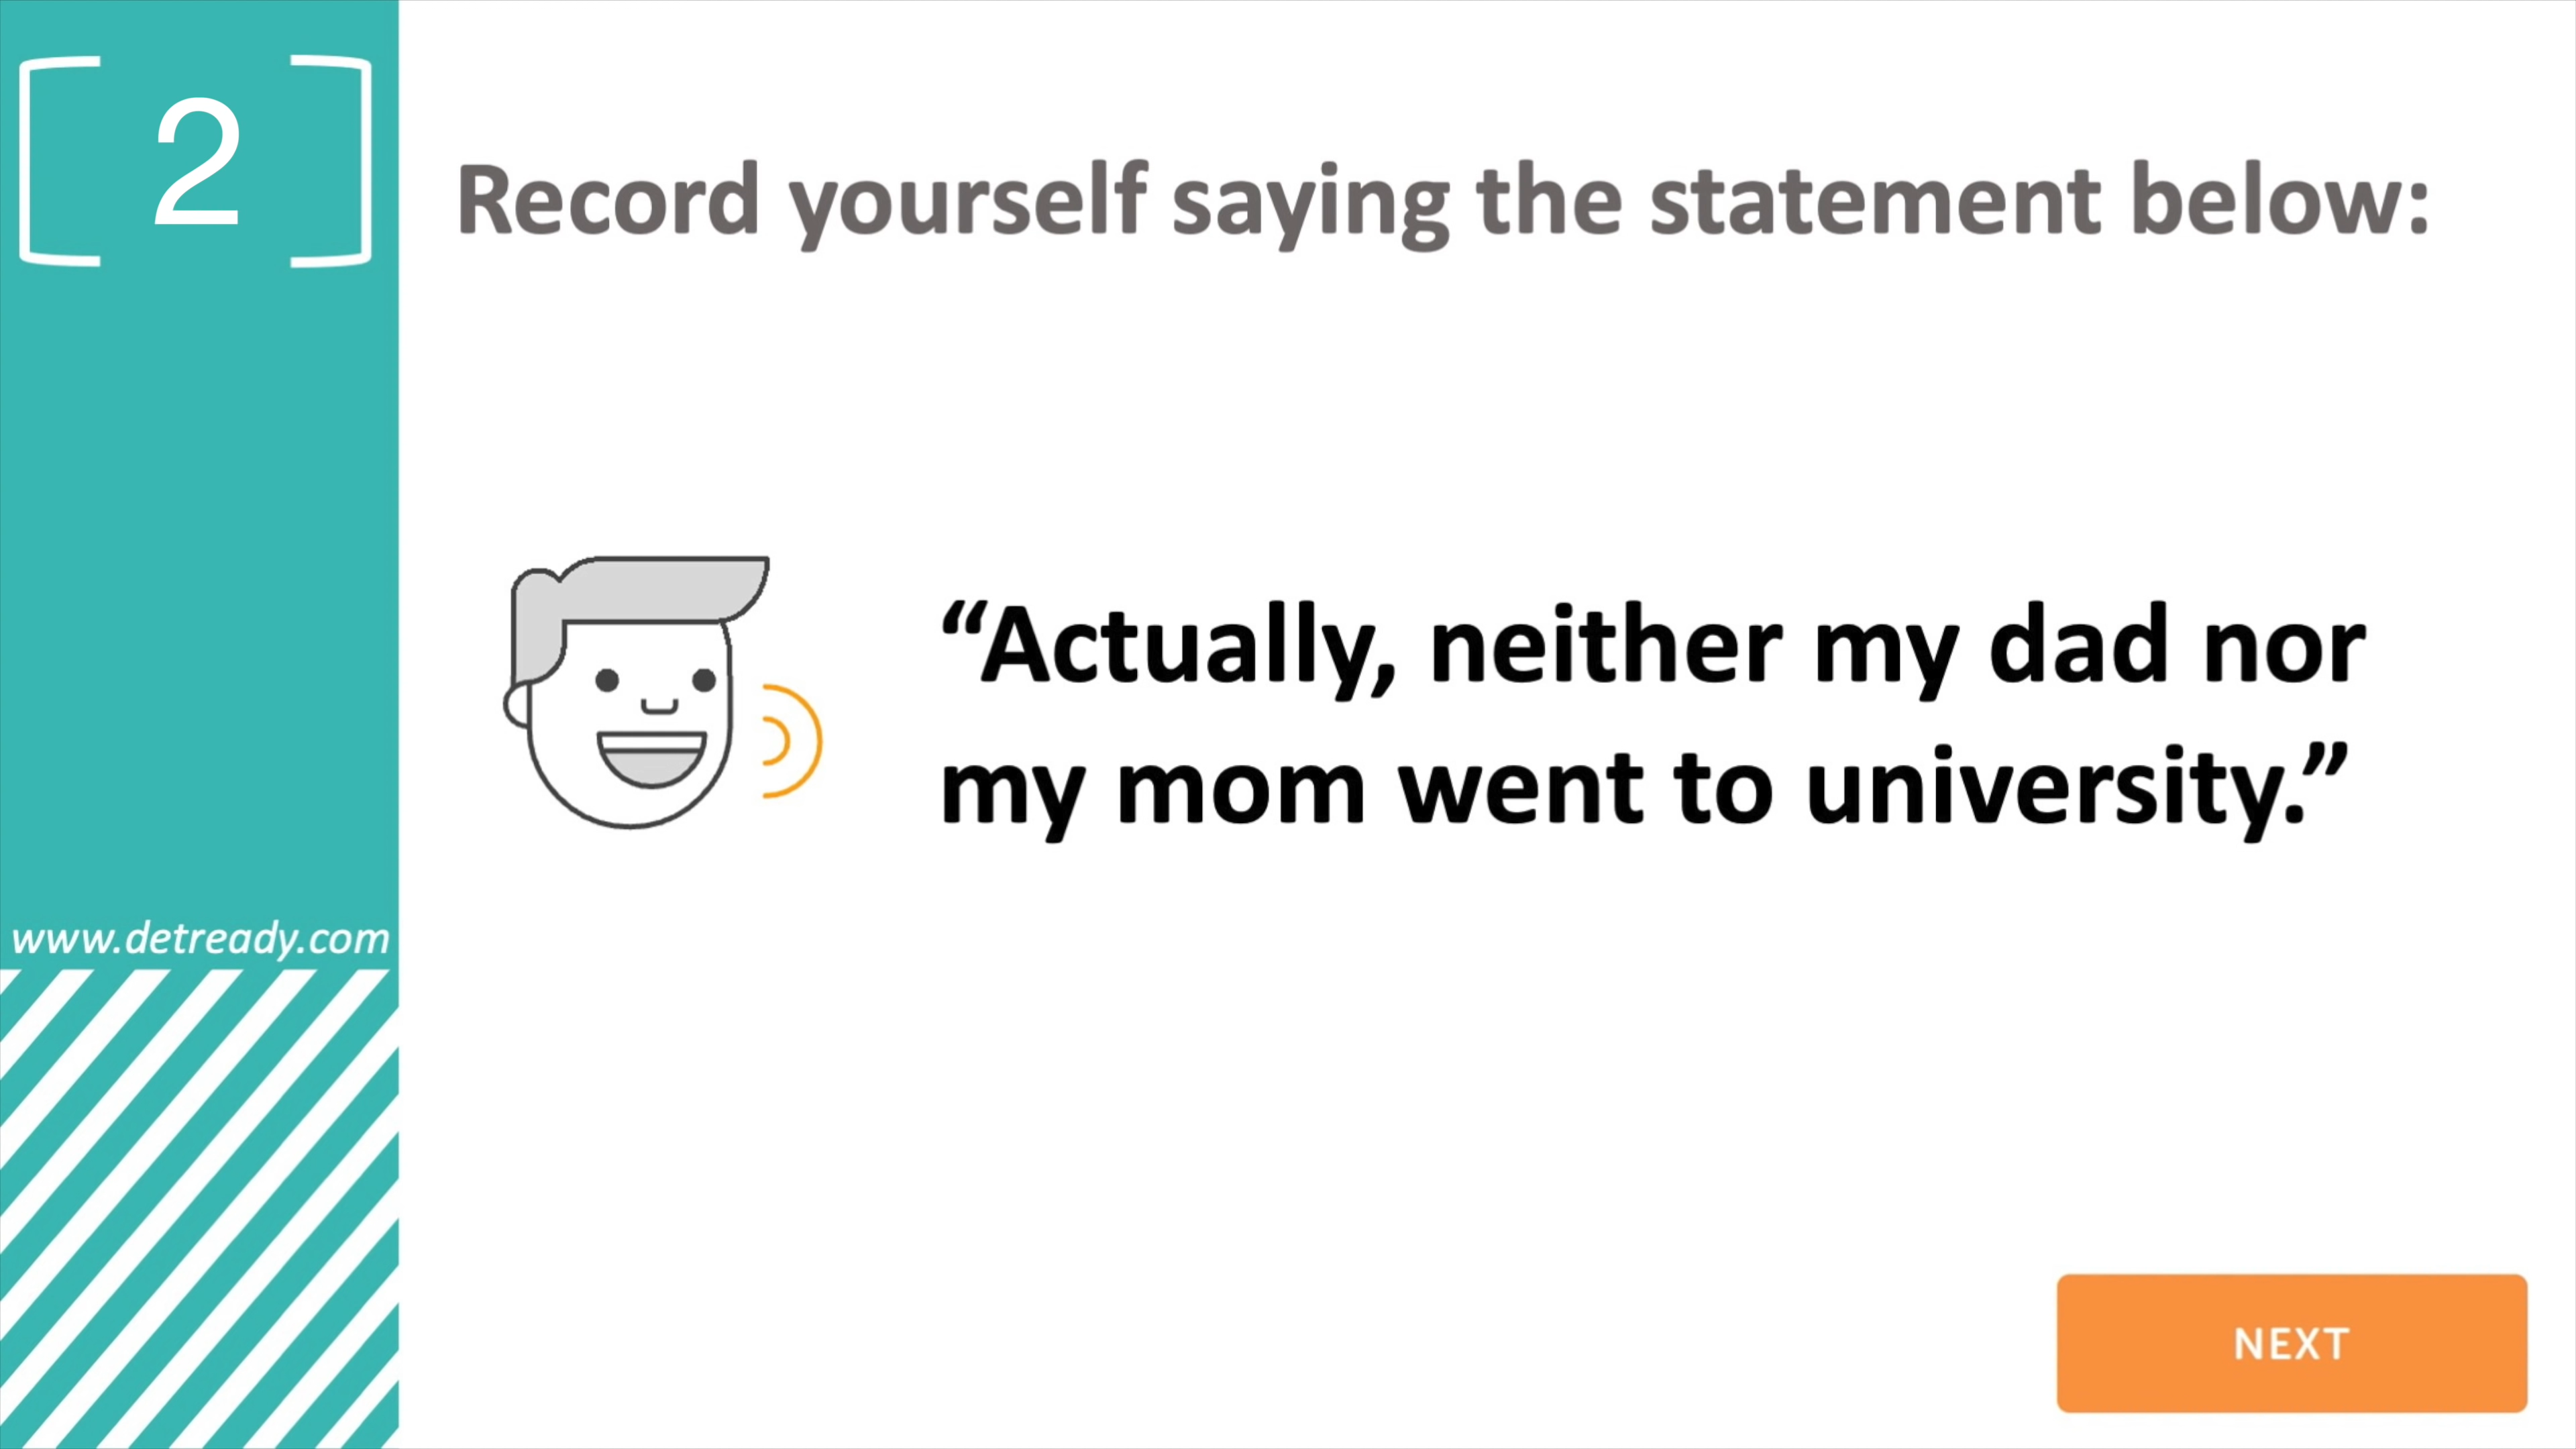 2
Record yourself saying the statement below:
“Actually, neither my dad nor
my mom went to university.”
www.detready.com
NEXT